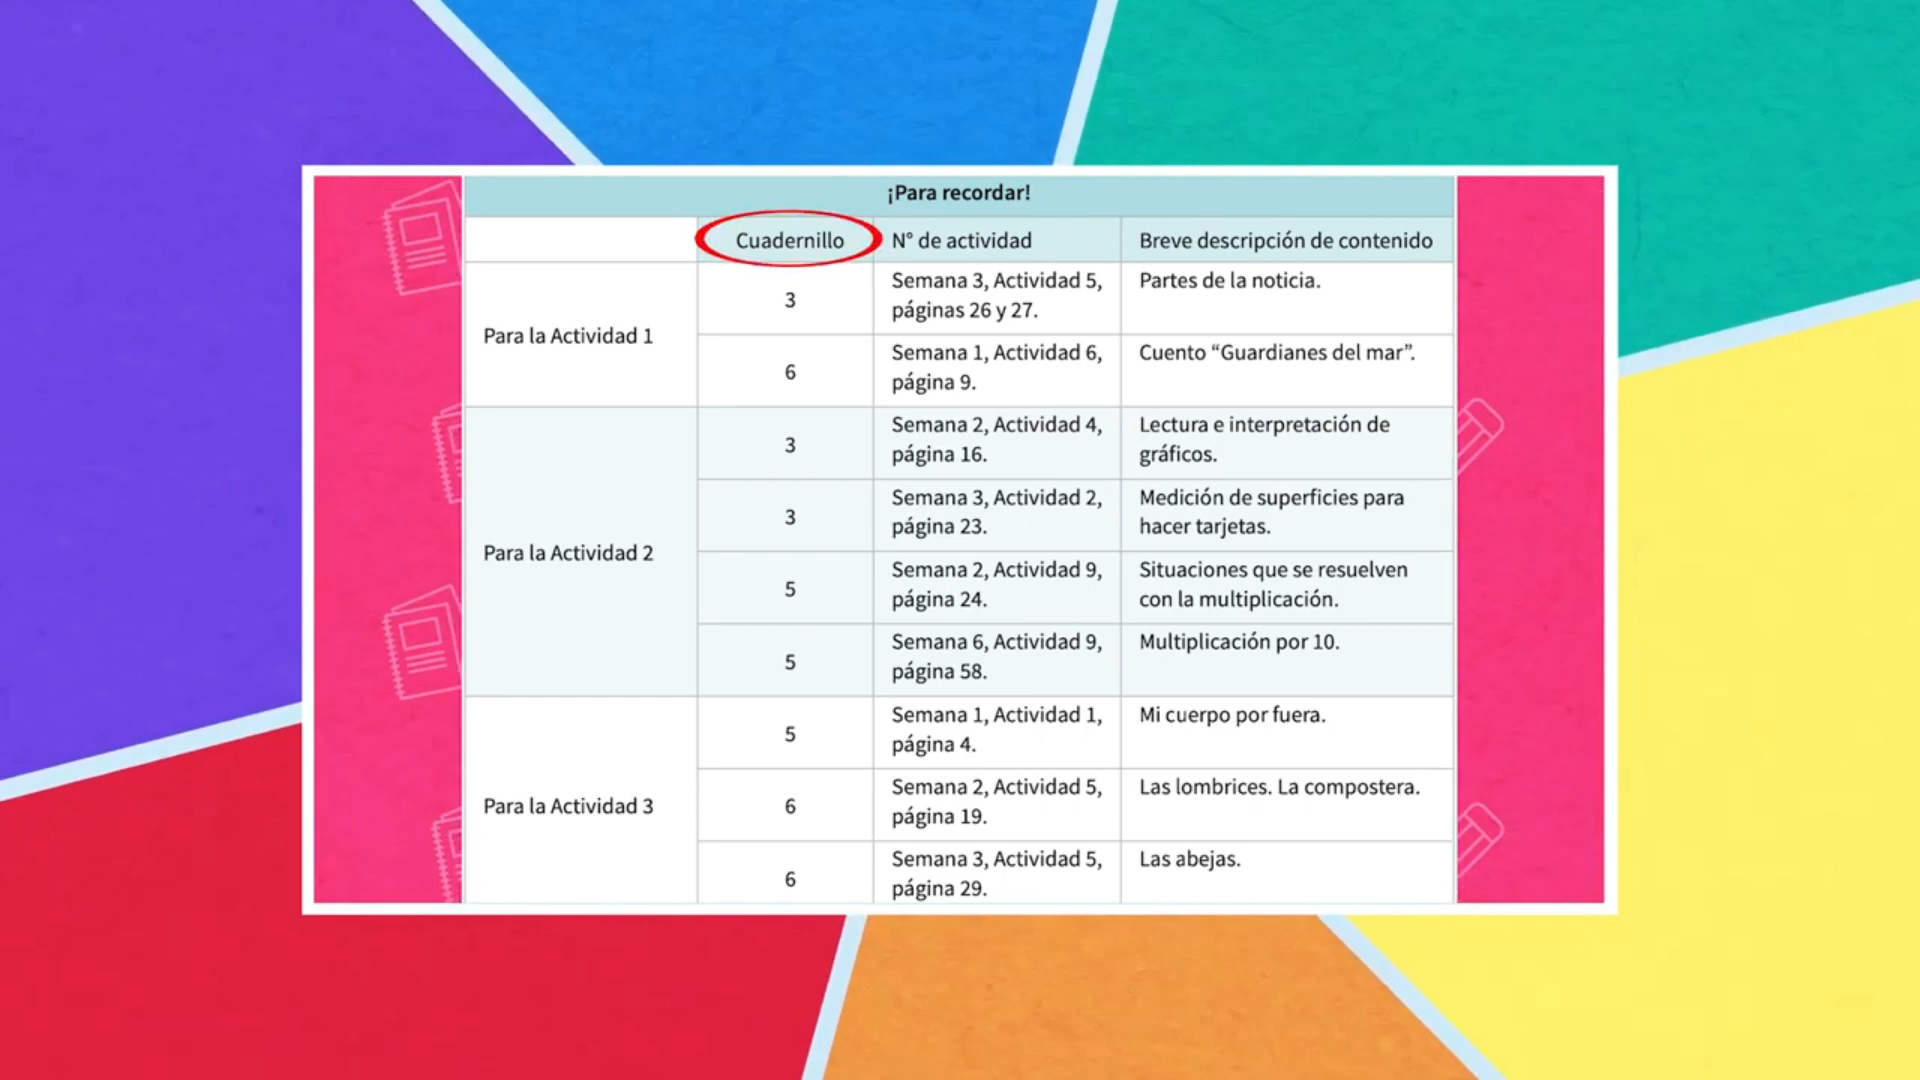 ¡Para recordar!
Cuadernillo N° de actividad Breve descripción de contenido
Para la Actividad 1
3
Semana 3, Actividad 5,
páginas 26 y 27.
Partes de la noticia.
6
Semana 1, Actividad 6,
página 9.
Cuento “Guardianes del mar”.
Para la Actividad 2
3
Semana 2, Actividad 4,
página 16.
Lectura e interpretación de
gráficos.
3
Semana 3, Actividad 2,
página 23.
Medición de superficies para
hacer tarjetas.
5
Semana 2, Actividad 9,
página 24.
Situaciones que se resuelven
con la multiplicación.
5
Semana 6, Actividad 9,
página 58.
Multiplicación por 10.
Para la Actividad 3
5
Semana 1, Actividad 1,
página 4.
Mi cuerpo por fuera.
6
Semana 2, Actividad 5,
página 19.
Las lombrices. La compostera.
6
Semana 3, Actividad 5,
página 29.
Las abejas.